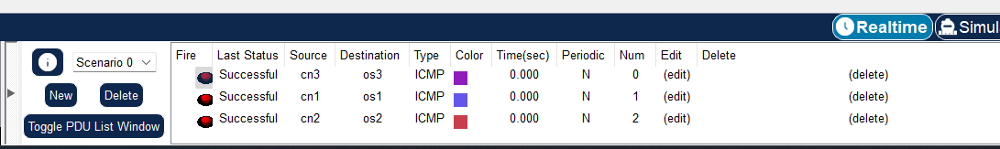 Realtime Simul
Fire Last Status Source Destination Type Color Time(sec) Periodic Num Edit Delete
Scenario 0
Successful cn3 os3 ICMP 0.000 N 0 (edit) (delete)
New Delete
Successful cn1 os1 ICMP 0.000 N 1 (edit) (delete)
Toggle PDU List Window
Successful cn2 os2 ICMP 0.000 N 2 (edit) (delete)